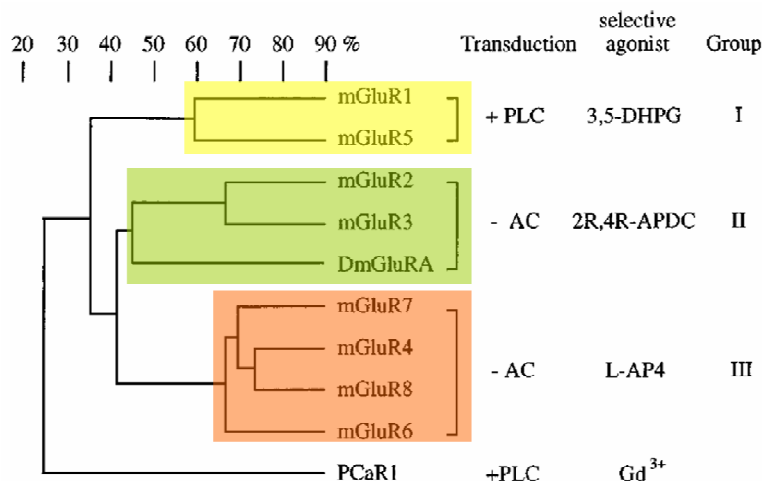 selective
20 30 40 50 60 70 80 90 % Transduction agonist Group
mGluR1
+ PLC 3,5-DHPG I
mGluR5
mGluR2
mGluR3 - AC 2R,4R-APDC II
DmGluRA
mGluR7
mGluR4
- AC L-AP4 III
mGluR8
mGluR6
PCaR1 +PLC Gd³⁺